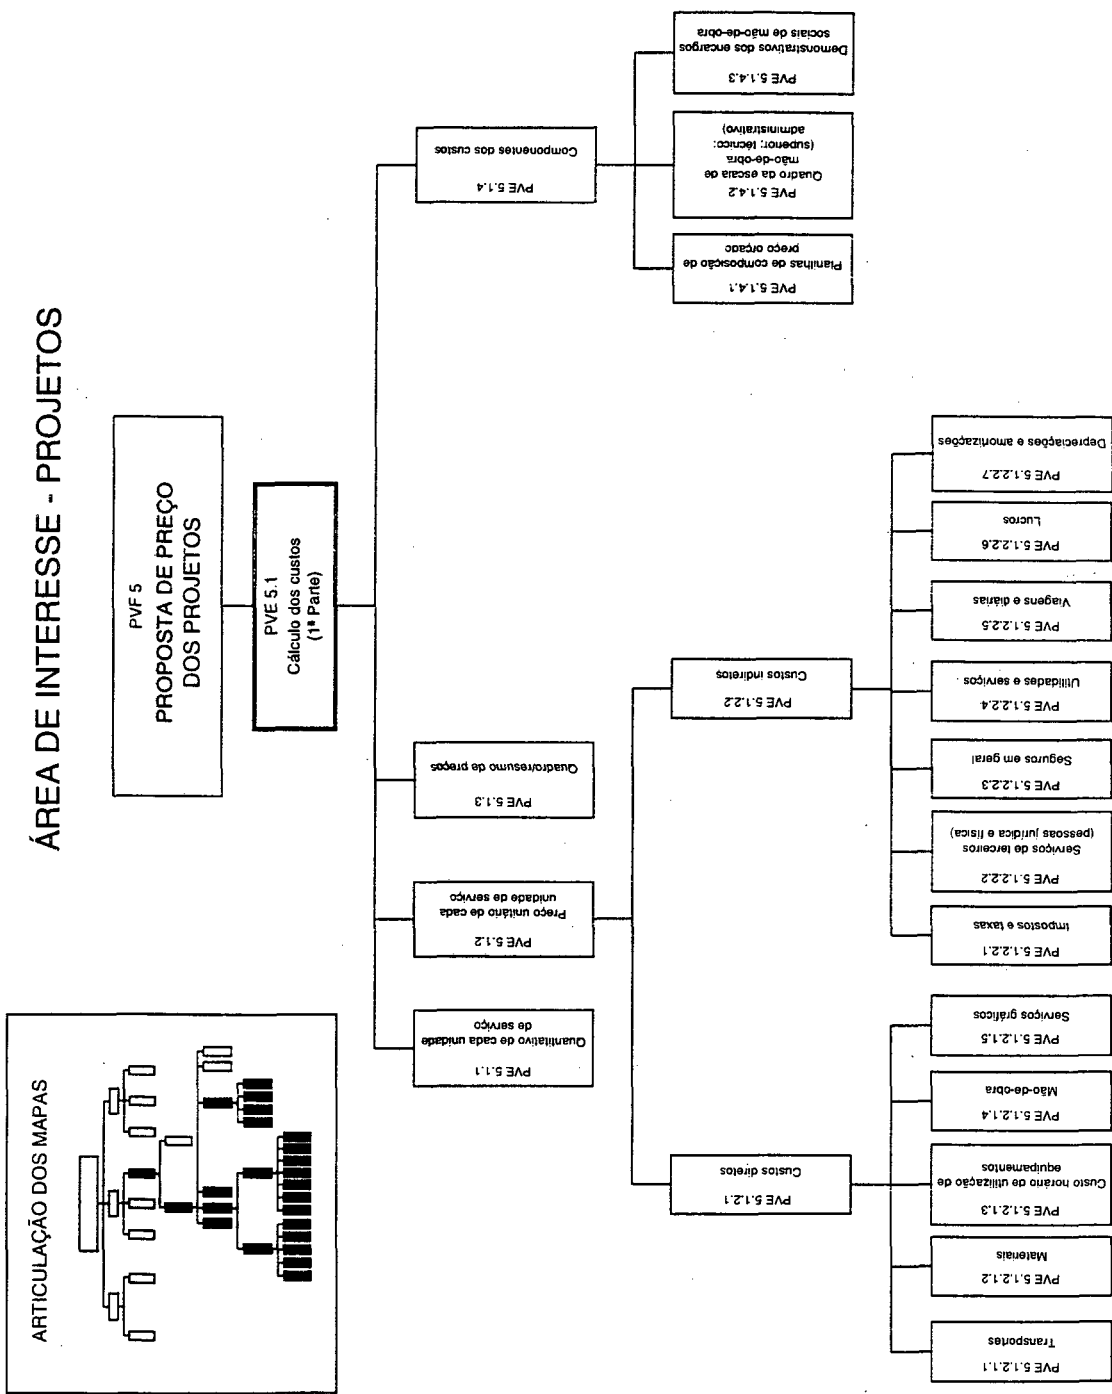 ÁREA DE INTERESSE - PROJETOS
ARTICULAÇÃO DOS MAPAS
PVF 5
PROPOSTA DE PREÇO
DOS PROJETOS
PVE 5.1
Cálculo dos custos
(1ª Parte)
PVE 5.1.1
Quantitativo de cada unidade
de serviço
PVE 5.1.2
Preço unitário de cada
unidade de serviço
PVE 5.1.3
Quadro/resumo de preços
PVE 5.1.4
Componentes dos custos
PVE 5.1.2.1
Custos diretos
PVE 5.1.2.2
Custos indiretos
PVE 5.1.4.1
Planilhas de composição de
preço orçado
PVE 5.1.4.2
Quadro da escala de
mão-de-obra
(superior; técnico;
administrativo)
PVE 5.1.4.3
Demonstrativos dos encargos
sociais de mão-de-obra
PVE 5.1.2.1.1
Transportes
PVE 5.1.2.1.2
Materiais
PVE 5.1.2.1.3
Custo horário de utilização de
equipamentos
PVE 5.1.2.1.4
Mão-de-obra
PVE 5.1.2.1.5
Serviços gráficos
PVE 5.1.2.2.1
Impostos e taxas
PVE 5.1.2.2.2
Serviços de terceiros
(pessoas jurídica e física)
PVE 5.1.2.2.3
Seguros em geral
PVE 5.1.2.2.4
Utilidades e serviços
PVE 5.1.2.2.5
Viagens e diárias
PVE 5.1.2.2.6
Lucros
PVE 5.1.2.2.7
Depreciações e amortizações